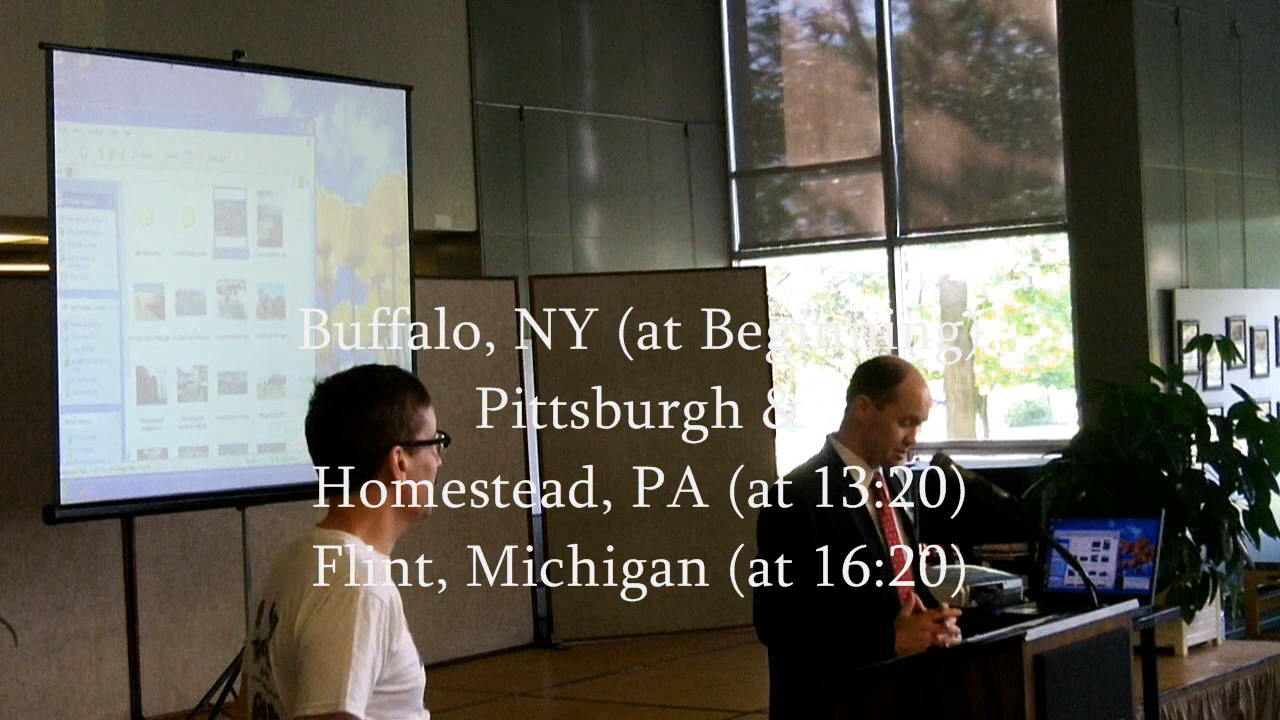 Buffalo, NY (at Beginning)
Pittsburgh &
Homestead, PA (at 13:20)
Flint, Michigan (at 16:20)